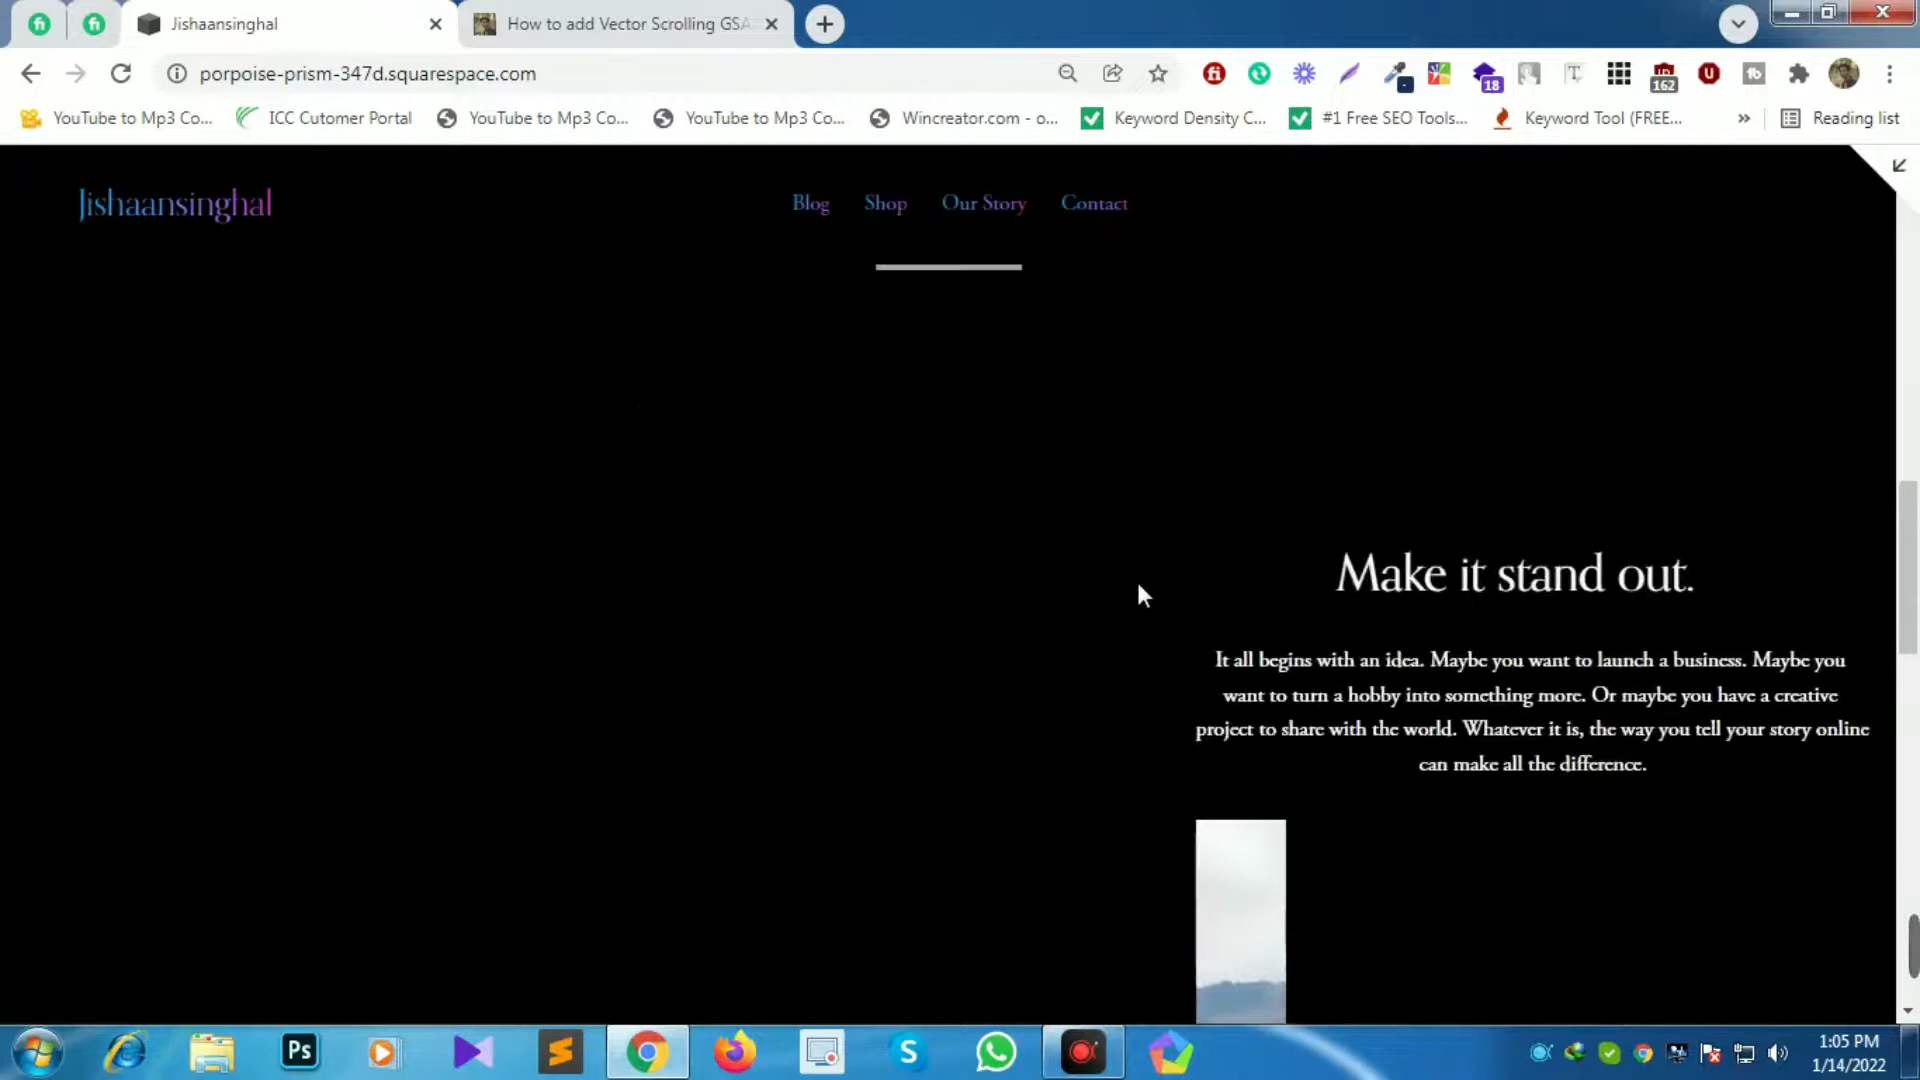 Jishaansinghal
How to add Vector Scrolling GSA
porpoise-prism-347d.squarespace.com
18
162
YouTube to Mp3 Co...
ICC Cutomer Portal
YouTube to Mp3 Co...
YouTube to Mp3 Co...
Wincreator.com - o...
Keyword Density C...
#1 Free SEO Tools...
Keyword Tool (FREE...
»
Reading list
Jishaansinghal
Blog
Shop
Our Story
Contact
Make it stand out.
It all begins with an idea. Maybe you want to launch a business. Maybe you
want to turn a hobby into something more. Or maybe you have a creative
project to share with the world. Whatever it is, the way you tell your story online
can make all the difference.
Ps
1:05 PM
1/14/2022